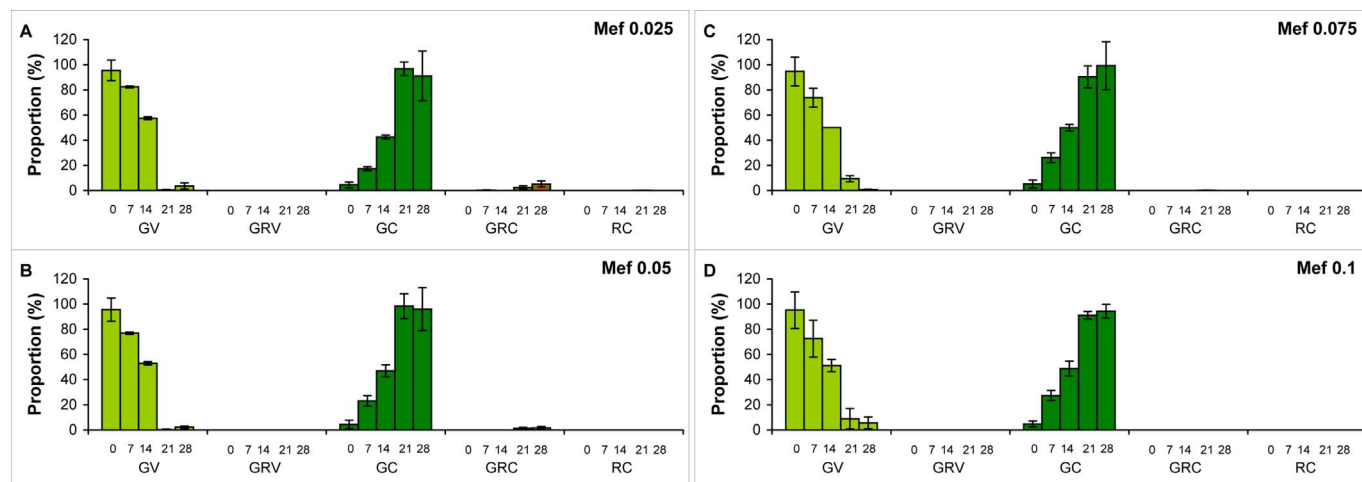 A
Mef 0.025
Proportion (%)
120
100
80
60
40
20
0
0 7 14 21 28 0 7 14 21 28 0 7 14 21 28 0 7 14 21 28 0 7 14 21 28
GV GRV GC GRC RC
B
Mef 0.05
Proportion (%)
120
100
80
60
40
20
0
0 7 14 21 28 0 7 14 21 28 0 7 14 21 28 0 7 14 21 28 0 7 14 21 28
GV GRV GC GRC RC
C
Mef 0.075
Proportion (%)
120
100
80
60
40
20
0
0 7 14 21 28 0 7 14 21 28 0 7 14 21 28 0 7 14 21 28 0 7 14 21 28
GV GRV GC GRC RC
D
Mef 0.1
Proportion (%)
120
100
80
60
40
20
0
0 7 14 21 28 0 7 14 21 28 0 7 14 21 28 0 7 14 21 28 0 7 14 21 28
GV GRV GC GRC RC